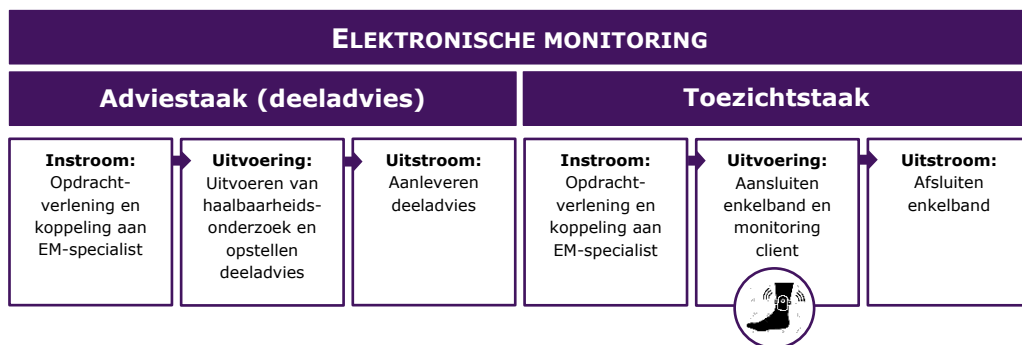 ELEKTRONISCHE MONITORING
Adviestaak (deeladvies)
Toezichtstaak
Instroom:
Opdracht-
verlening en
koppeling aan
EM-specialist
Uitvoering:
Uitvoeren van
haalbaarheids-
onderzoek en
opstellen
deeladvies
Uitstroom:
Aanleveren
deeladvies
Instroom:
Opdracht-
verlening en
koppeling aan
EM-specialist
Uitvoering:
Aansluiten
enkelband en
monitoring
client
Uitstroom:
Afsluiten
enkelband